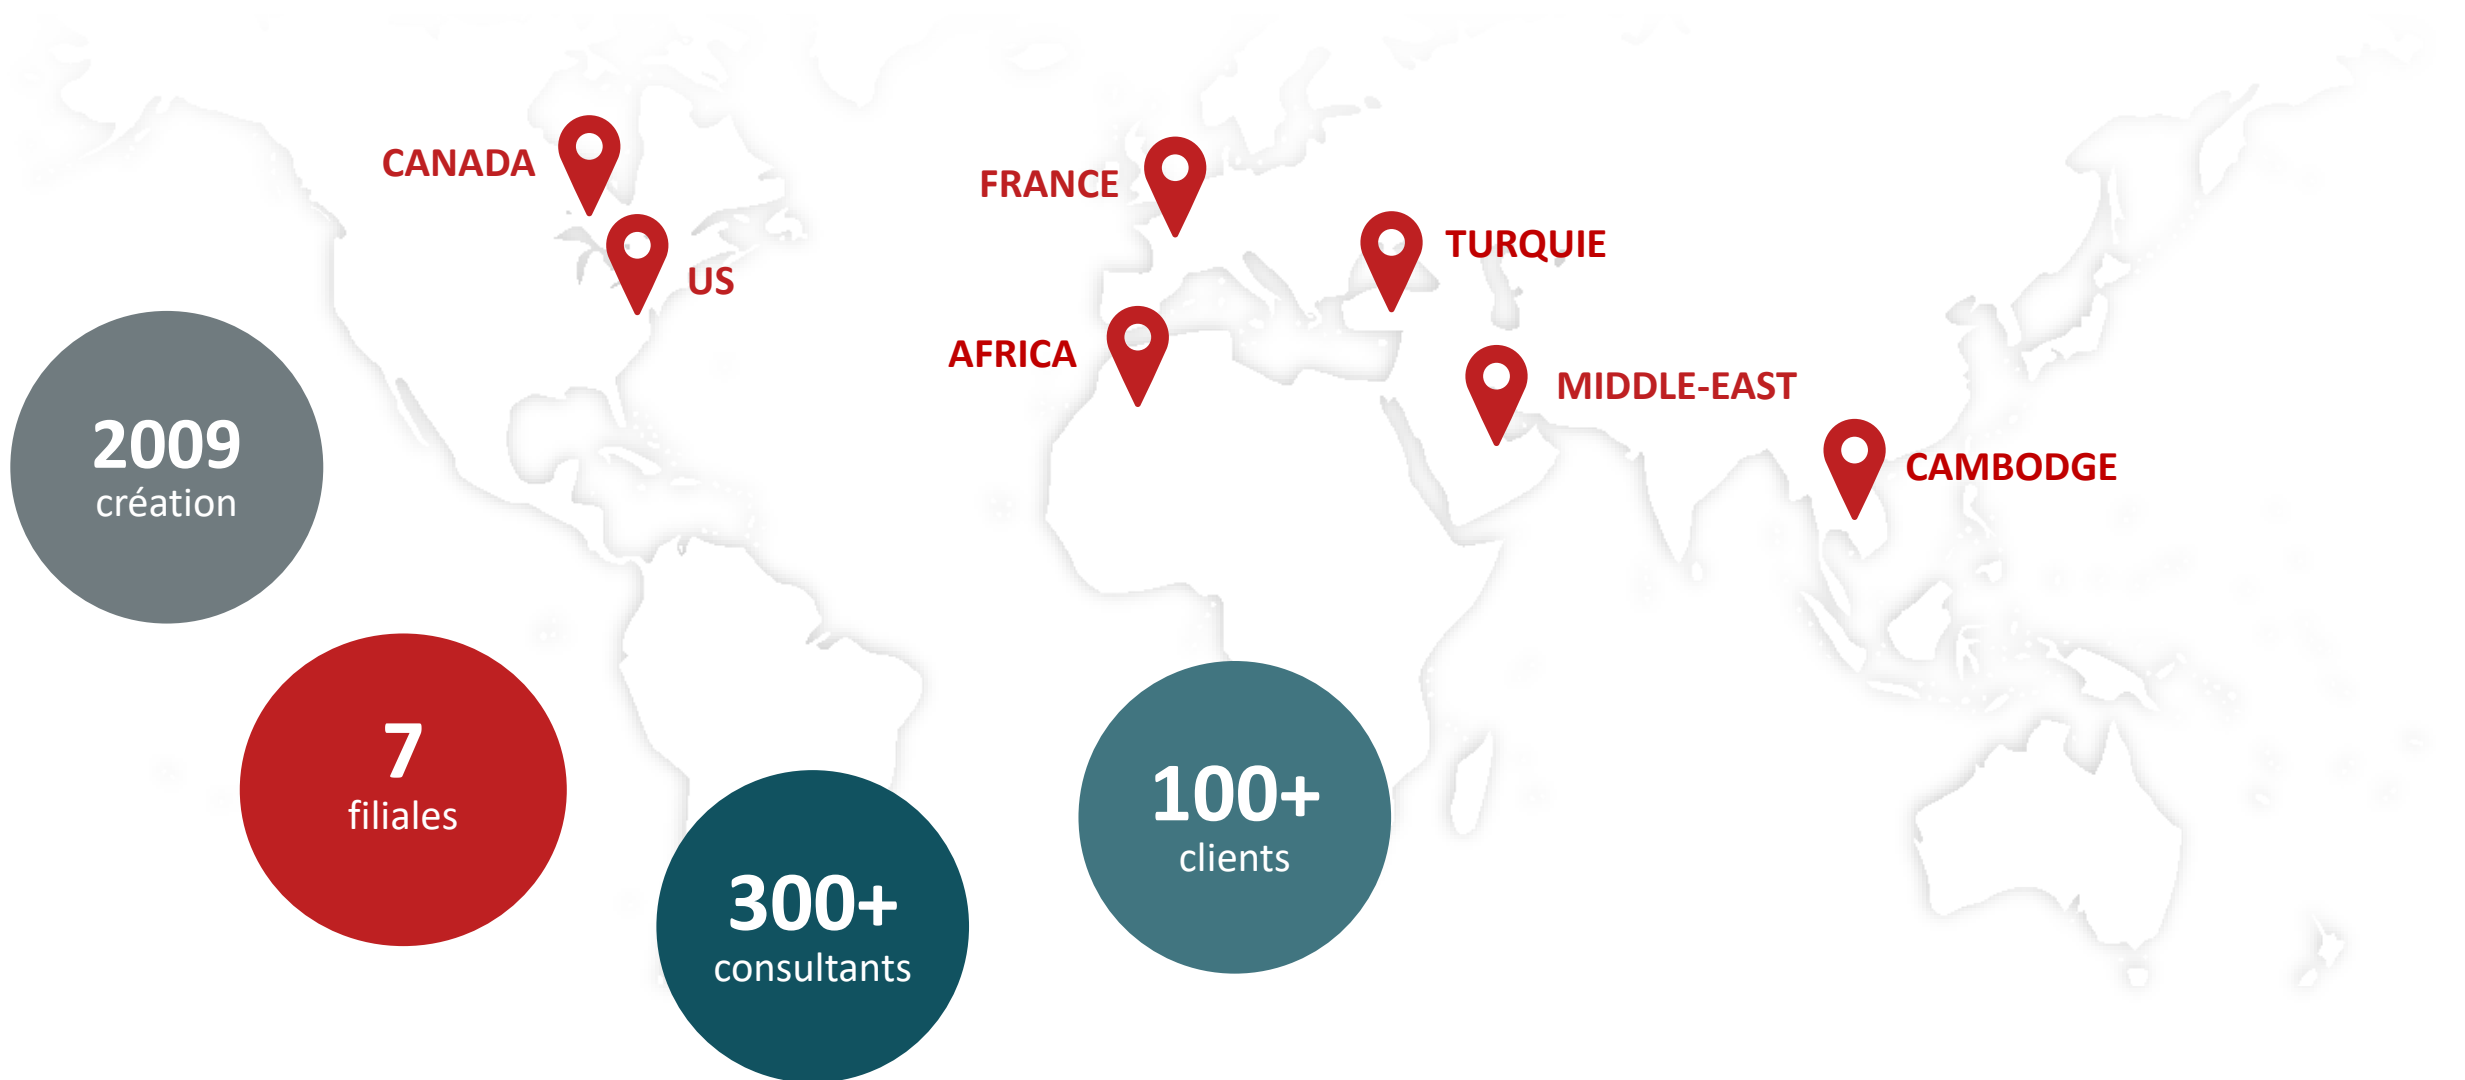 CANADA
FRANCE
TURQUIE
US
AFRICA
MIDDLE-EAST
CAMBODGE
2009
création
7
filiales
300+
consultants
100+
clients